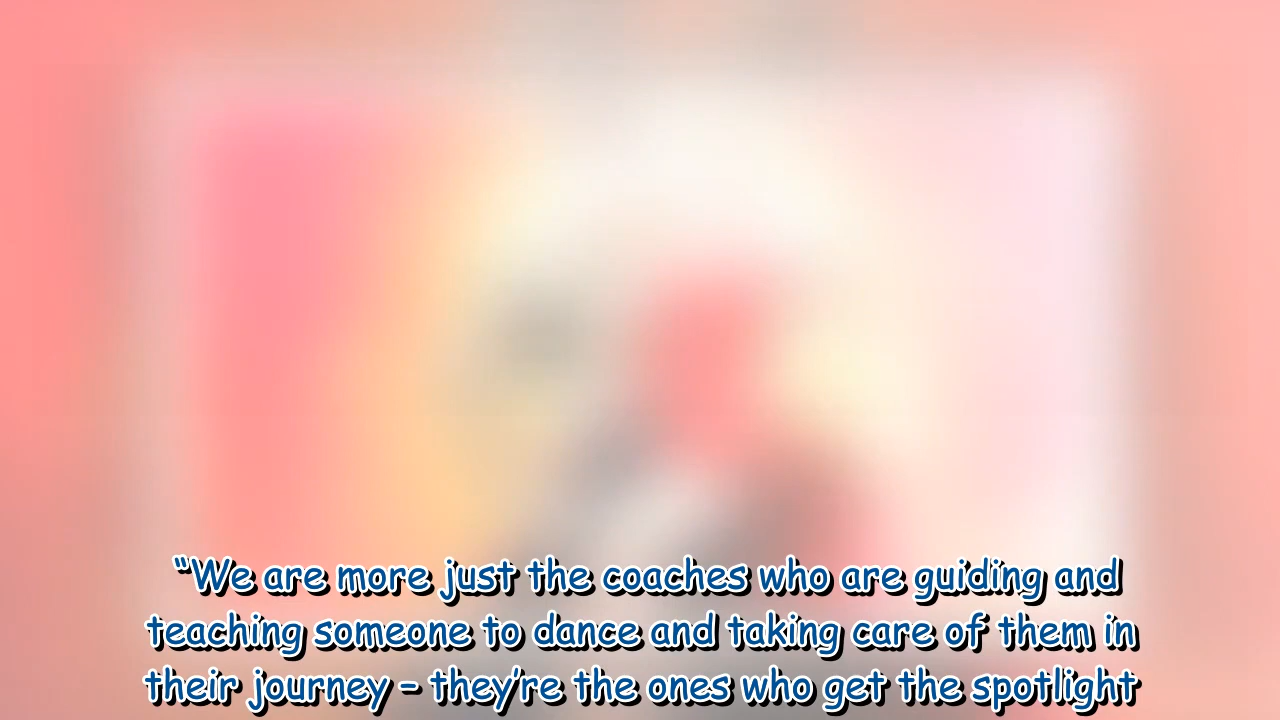 “We are more just the coaches who are guiding and
teaching someone to dance and taking care of them in
their journey – they’re the ones who get the spotlight